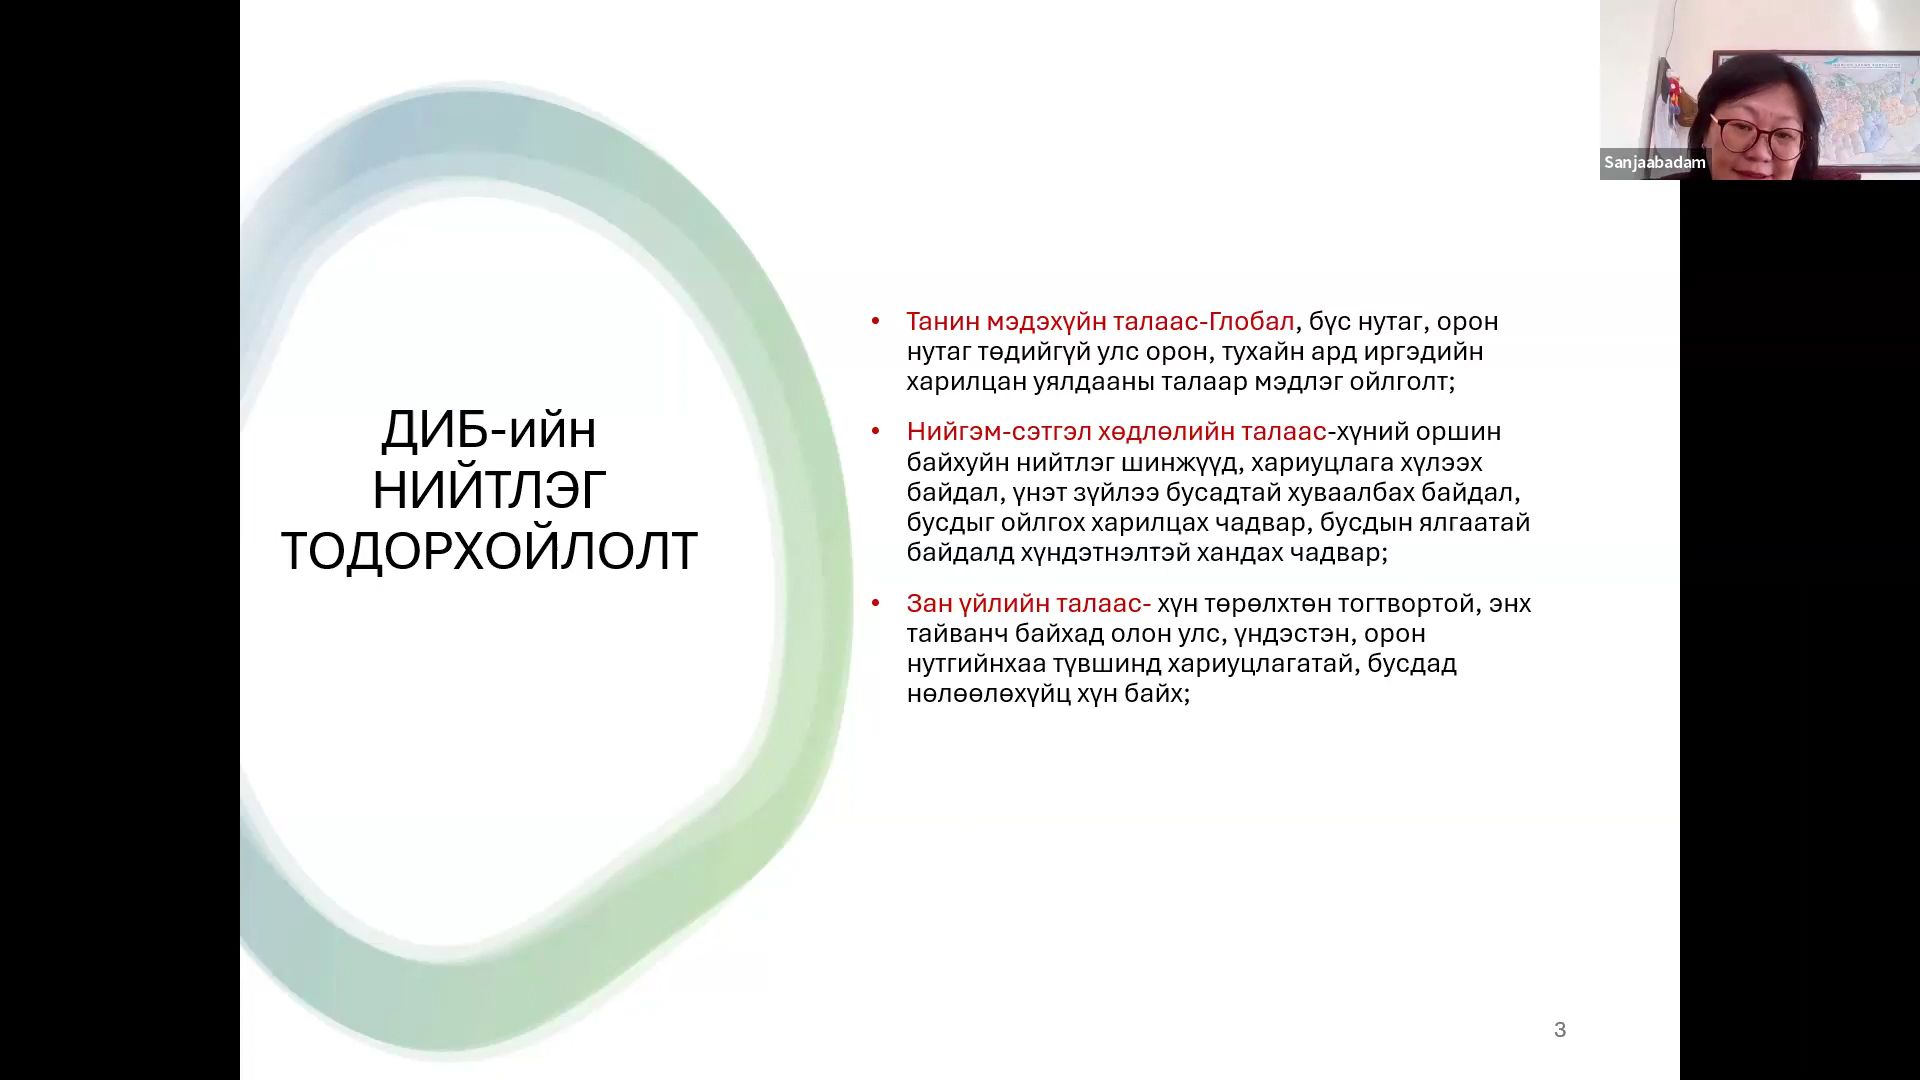 Sanjaabadam
ДИБ-ийн
НИЙТЛЭГ
ТОДОРХОЙЛОЛТ
• Танин мэдэхүйн талаас-Глобал, бүс нутаг, орон
нутаг төдийгүй улс орон, тухайн ард иргэдийн
харилцан уялдааны талаар мэдлэг ойлголт;
• Нийгэм-сэтгэл хөдлөлийн талаас-хүний оршин
байхуйн нийтлэг шинжүүд, хариуцлага хүлээх
байдал, үнэт зүйлээ бусадтай хуваалбах байдал,
бусдыг ойлгох харилцах чадвар, бусдын ялгаатай
байдалд хүндэтнэлтэй хандах чадвар;
• Зан үйлийн талаас- хүн төрөлхтөн тогтвортой, энх
тайванч байхад олон улс, үндэстэн, орон
нутгийнхаа түвшинд хариуцлагатай, бусдад
нөлөөлөхүйц хүн байх;
3